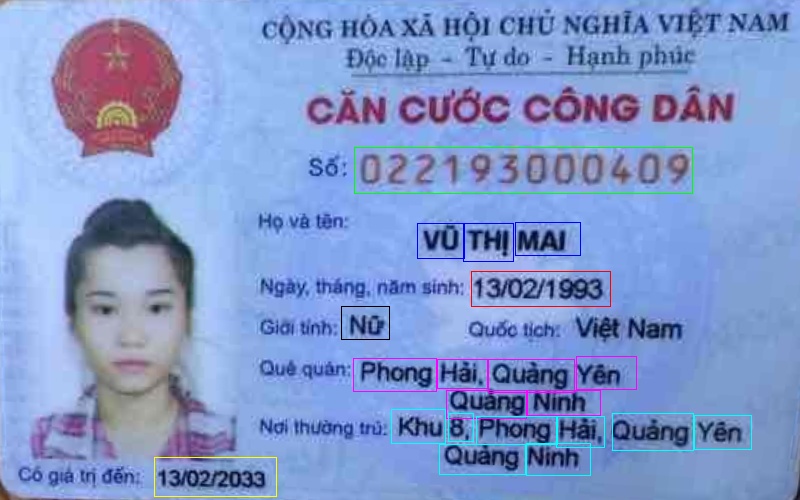 CỘNG HÒA XÃ HỘI CHỦ NGHĨA VIỆT NAM
Độc lập - Tự do - Hạnh phúc
CĂN CƯỚC CÔNG DÂN
Số: 022193000409
Họ và tên:
VŨ THỊ MAI
Ngày, tháng, năm sinh: 13/02/1993
Giới tính: Nữ Quốc tịch: Việt Nam
Quê quán: Phong Hải, Quảng Yên
Quảng Ninh
Nơi thường trú: Khu 8, Phong Hải, Quảng Yên
Quảng Ninh
Có giá trị đến: 13/02/2033